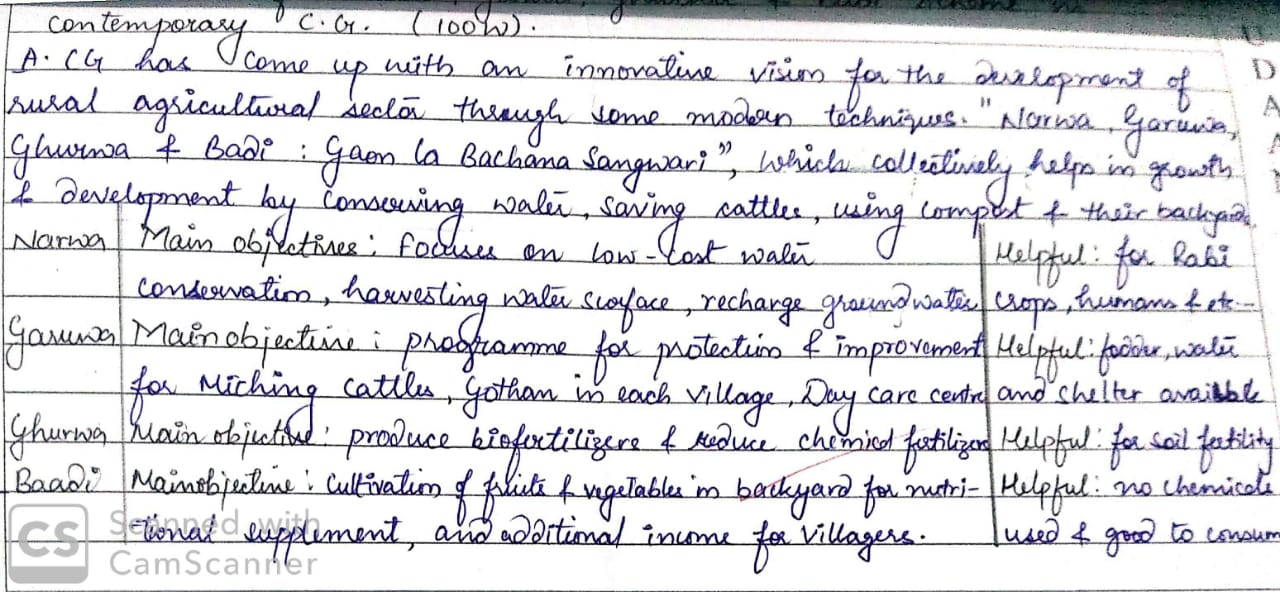 contemporary C.G. (100W).
A. CG has come up with an innovative vision for the development of
rural agricultural sector through some modern techniques. "Narwa, Garuwa,
Ghurwa & Badi : Gaon la Bachana Sangwari", which collectively helps in growth
& development by conserving water, saving cattles, using compost & their backyard.
Narwa Main objectives : focuses on low-cost water Helpful : for Rabi
conservation, harvesting water surface, recharge groundwater crops, humans & etc--
Garuwa Main objective : programme for protection & improvement Helpful : fodder, water
for Milching cattles, Gothan in each village, Day care centre and shelter
Ghurwa Main objective : produce biofertilizers & reduce chemical fertilizers Helpful : for soil fertility
Baadi Main objective : cultivation of fruits & vegetables in backyard for nutri- Helpful : no chemicals
tional supplement, and additional income for villagers. used & good to consum
CS Scanned with
CamScanner
D
A